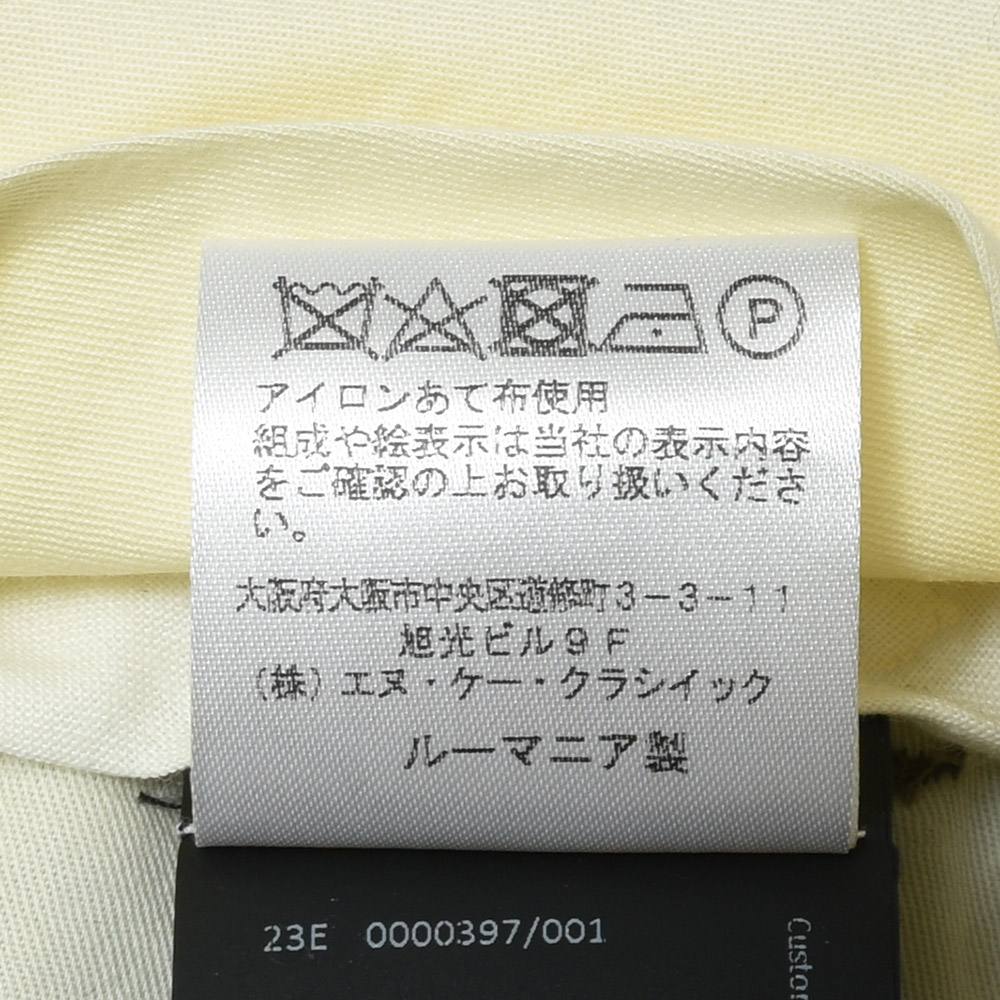 P
アイロンあて布使用
組成や絵表示は当社の表示内容
をご確認の上お取り扱いくださ
い。
大阪府大阪市中央区道修町3-3-11
旭光ビル9F
(株)エヌ・ケー・クラシイック
ルーマニア製
23E 0000397/001